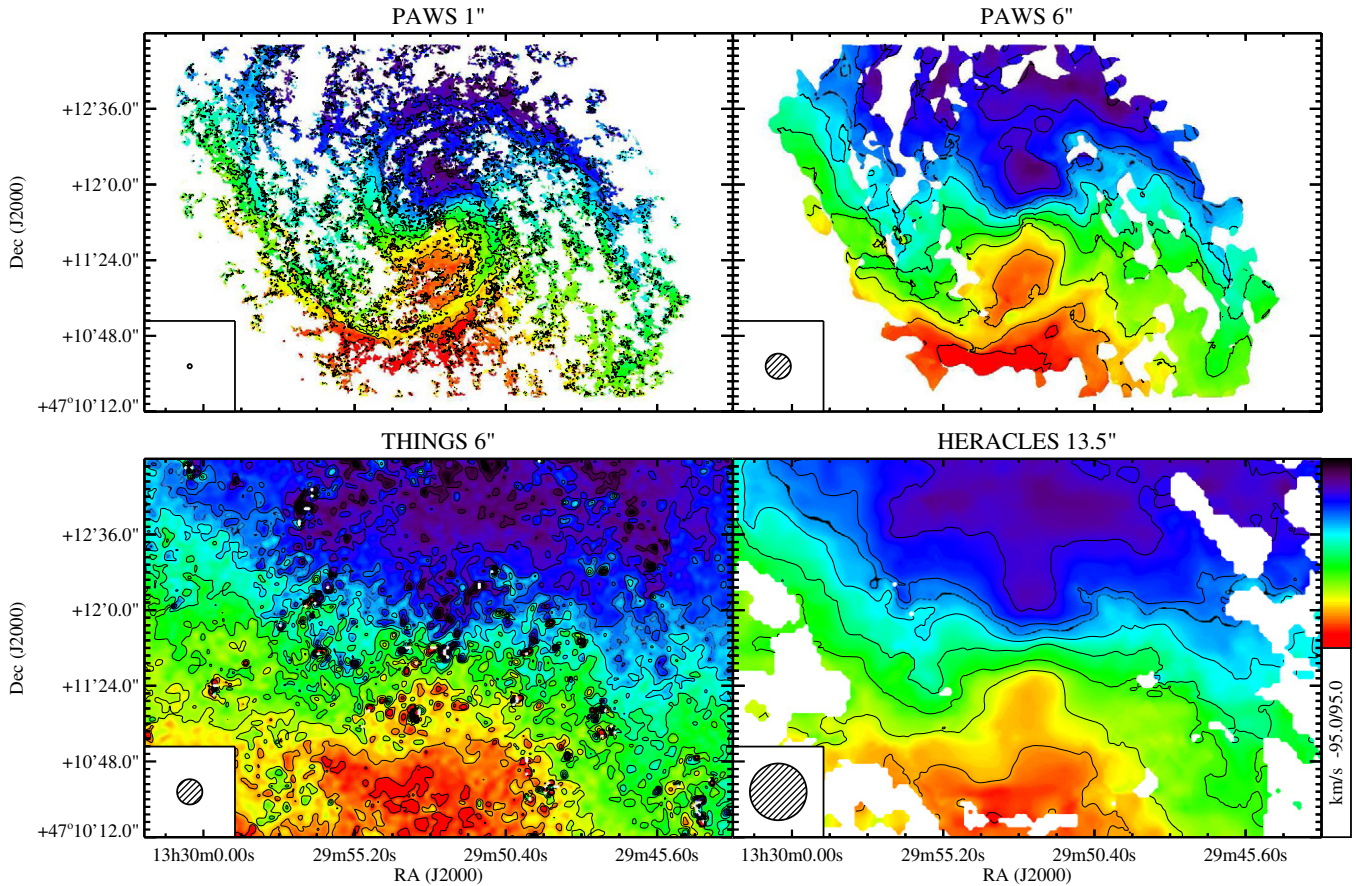 PAWS 1" PAWS 6"
+12'36.0"
+12'0.0"
+11'24.0"
+10'48.0"
+47°10'12.0"
Dec (J2000)
THINGS 6" HERACLES 13.5"
+12'36.0"
+12'0.0"
+11'24.0"
+10'48.0"
+47°10'12.0"
Dec (J2000)
km/s -95.0/95.0
13h30m0.00s 29m55.20s 29m50.40s 29m45.60s 13h30m0.00s 29m55.20s 29m50.40s 29m45.60s
RA (J2000) RA (J2000)